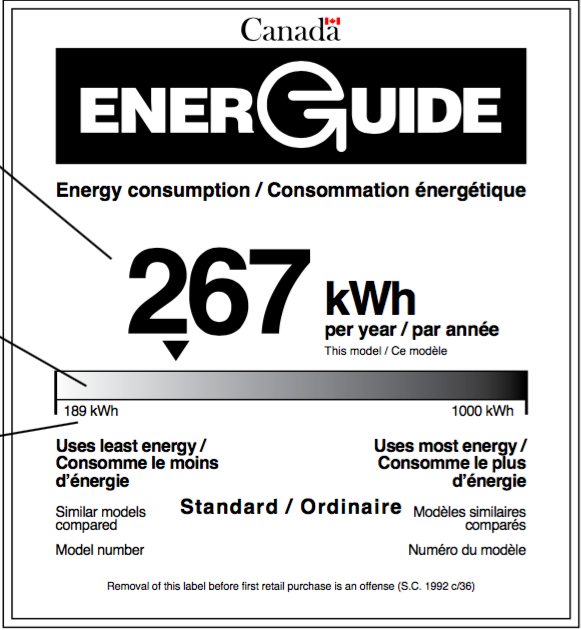 Canada
ENERGUIDE
Energy consumption / Consommation énergétique
267 kWh
per year / par année
This model / Ce modèle
189 kWh 1000 kWh
Uses least energy /
Consomme le moins
d'énergie
Uses most energy /
Consomme le plus
d'énergie
Similar models
compared
Standard / Ordinaire
Modèles similaires
comparés
Model number
Numéro du modèle
Removal of this label before first retail purchase is an offense (S.C. 1992 c/36)